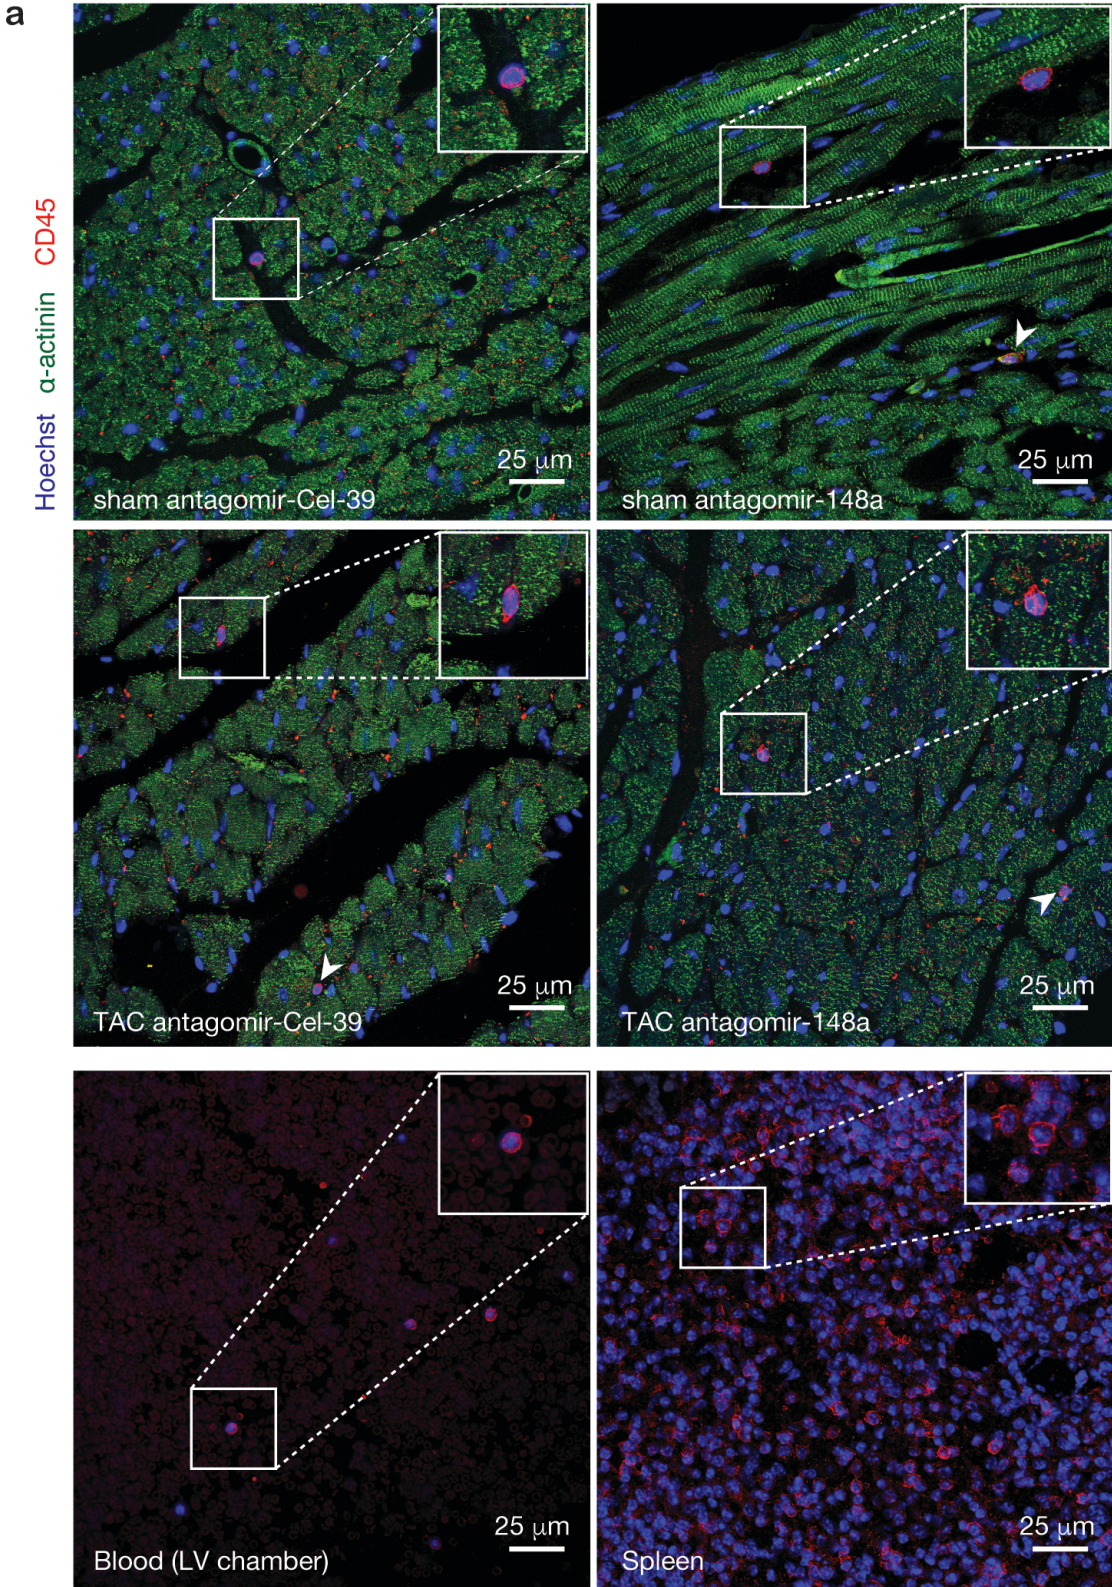 a
Hoechst α-actinin CD45
25 μm
sham antagomir-Cel-39
25 μm
sham antagomir-148a
25 μm
TAC antagomir-Cel-39
25 μm
TAC antagomir-148a
25 μm
Blood (LV chamber)
25 μm
Spleen